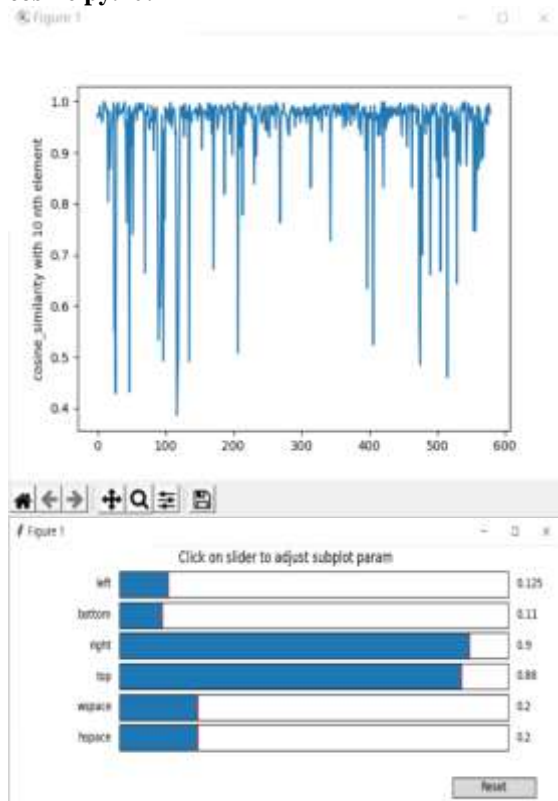 Figure 1
1.0
0.9
0.8
0.7
0.6
0.5
0.4
cosine_similarity with 10 nth element
0 100 200 300 400 500 600
Figure 1
Click on slider to adjust subplot param
left 0.125
bottom 0.11
right 0.9
top 0.88
wspace 0.2
hspace 0.2
Reset